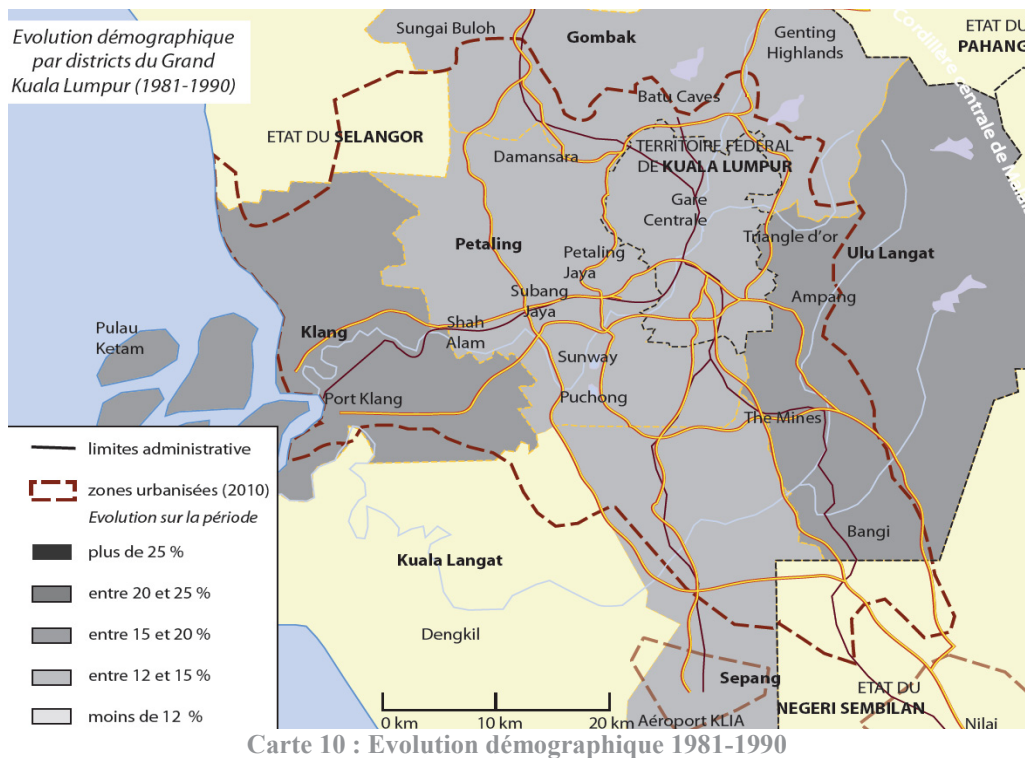 Evolution démographique
par districts du Grand
Kuala Lumpur (1981-1990)
Sungai Buloh
Gombak
Genting
Highlands
ETAT DU
PAHANG
Cordillère centrale de Malai
Batu Caves
ETAT DU SELANGOR
Damansara
TERRITOIRE FÉDÉRAL
DE KUALA LUMPUR
Gare
Centrale
Triangle d'or
Ulu Langat
Petaling
Petaling
Jaya
Subang
Jaya
Ampang
Pulau
Ketam
Klang
Shah
Alam
Sunway
Port Klang
Puchong
The Mines
Bangi
Kuala Langat
Dengkil
Sepang
Aéroport KLIA
ETAT DU
NEGERI SEMBILAN
Nilai
limites administrative
zones urbanisées (2010)
Evolution sur la période
plus de 25 %
entre 20 et 25 %
entre 15 et 20 %
entre 12 et 15 %
moins de 12 %
0 km
10 km
20 km
Carte 10 : Evolution démographique 1981-1990